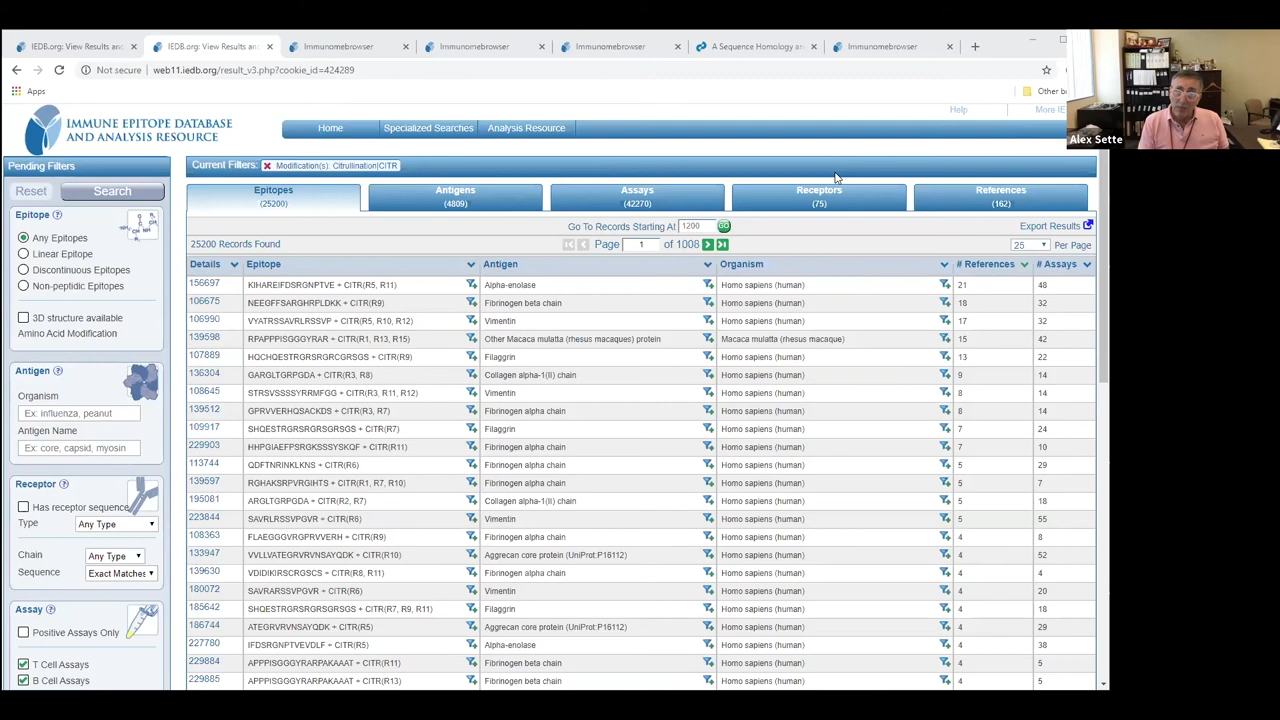 IEDB.org: View Results and
IEDB.org: View Results and
Immunomebrowser
Immunomebrowser
Immunomebrowser
A Sequence Homology an
Immunomebrowser
Not secure web11.iedb.org/result_v3.php?cookie_id=424289
Apps
Other b
IMMUNE EPITOPE DATABASE
AND ANALYSIS RESOURCE
Help
More IE
Home Specialized Searches Analysis Resource
Alex Sette
Pending Filters
Reset Search
Epitope
Any Epitopes
Linear Epitope
Discontinuous Epitopes
Non-peptidic Epitopes
3D structure available
Amino Acid Modification
Antigen
Organism
Ex: influenza, peanut
Antigen Name
Ex: core, capsid, myosin
Receptor
Has receptor sequence
Type Any Type
Chain Any Type
Sequence Exact Matches
Assay
Positive Assays Only
T Cell Assays
B Cell Assays
Current Filters: Modification(s): Citrullination|CITR
Epitopes
(25200)
Antigens
(4809)
Assays
(42270)
Receptors
(75)
References
(162)
Go To Records Starting At 1200 GO
Export Results
25200 Records Found
Page 1 of 1008
25 Per Page
Details Epitope Antigen Organism # References # Assays
156697 KIHAREIFDSRGNPTVE + CITR(R5, R11) Alpha-enolase Homo sapiens (human) 21 48
106675 NEEGFFSARGHRPLDKK + CITR(R9) Fibrinogen beta chain Homo sapiens (human) 18 32
106990 VYATRSSAVRLRSSVP + CITR(R5, R10, R12) Vimentin Homo sapiens (human) 17 32
139598 RPAPPPISGGGYRAR + CITR(R1, R13, R15) Other Macaca mulatta (rhesus macaques) protein Macaca mulatta (rhesus macaque) 15 42
107889 HQCHQESTRGRSRGRCGRSGS + CITR(R9) Filaggrin Homo sapiens (human) 13 22
136304 GARGLTGRPGDA + CITR(R3, R8) Collagen alpha-1(II) chain Homo sapiens (human) 9 14
108645 STRSVSSSSYRRMFGG + CITR(R3, R11, R12) Vimentin Homo sapiens (human) 8 14
139512 GPRVVERHQSACKDS + CITR(R3, R7) Fibrinogen alpha chain Homo sapiens (human) 8 14
109917 SHQESTRGRSRGRSGRSGS + CITR(R7) Filaggrin Homo sapiens (human) 7 24
229903 HHPGIAEFPSRGKSSSYSKQF + CITR(R11) Fibrinogen alpha chain Homo sapiens (human) 7 10
113744 QDFTNRINKLKNS + CITR(R6) Fibrinogen alpha chain Homo sapiens (human) 5 29
139597 RGHAKSRPVRGIHTS + CITR(R1, R7, R10) Fibrinogen alpha chain Homo sapiens (human) 5 7
195081 ARGLTGRPGDA + CITR(R2, R7) Collagen alpha-1(II) chain Homo sapiens (human) 5 18
223844 SAVRLRSSVPGVR + CITR(R6) Vimentin Homo sapiens (human) 5 55
108363 FLAEGGGVRGPRVVERH + CITR(R9) Fibrinogen alpha chain Homo sapiens (human) 4 8
133947 VVLLVATEGRVRVNSAYQDK + CITR(R10) Aggrecan core protein (UniProt:P16112) Homo sapiens (human) 4 52
139630 VDIDIKIRSCRGSCS + CITR(R8, R11) Fibrinogen alpha chain Homo sapiens (human) 4 4
180072 SAVRARSSVPGVR + CITR(R6) Vimentin Homo sapiens (human) 4 20
185642 SHQESTRGRSRGRSGRSGS + CITR(R7, R9, R11) Filaggrin Homo sapiens (human) 4 18
186744 ATEGRVRVNSAYQDK + CITR(R5) Aggrecan core protein (UniProt:P16112) Homo sapiens (human) 4 29
227780 IFDSRGNPTVEVDLF + CITR(R5) Alpha-enolase Homo sapiens (human) 4 38
229884 APPPISGGGYRARPAKAAAT + CITR(R11) Fibrinogen beta chain Homo sapiens (human) 4 5
229885 APPPISGGGYRARPAKAAAT + CITR(R13) Fibrinogen beta chain Homo sapiens (human) 4 5